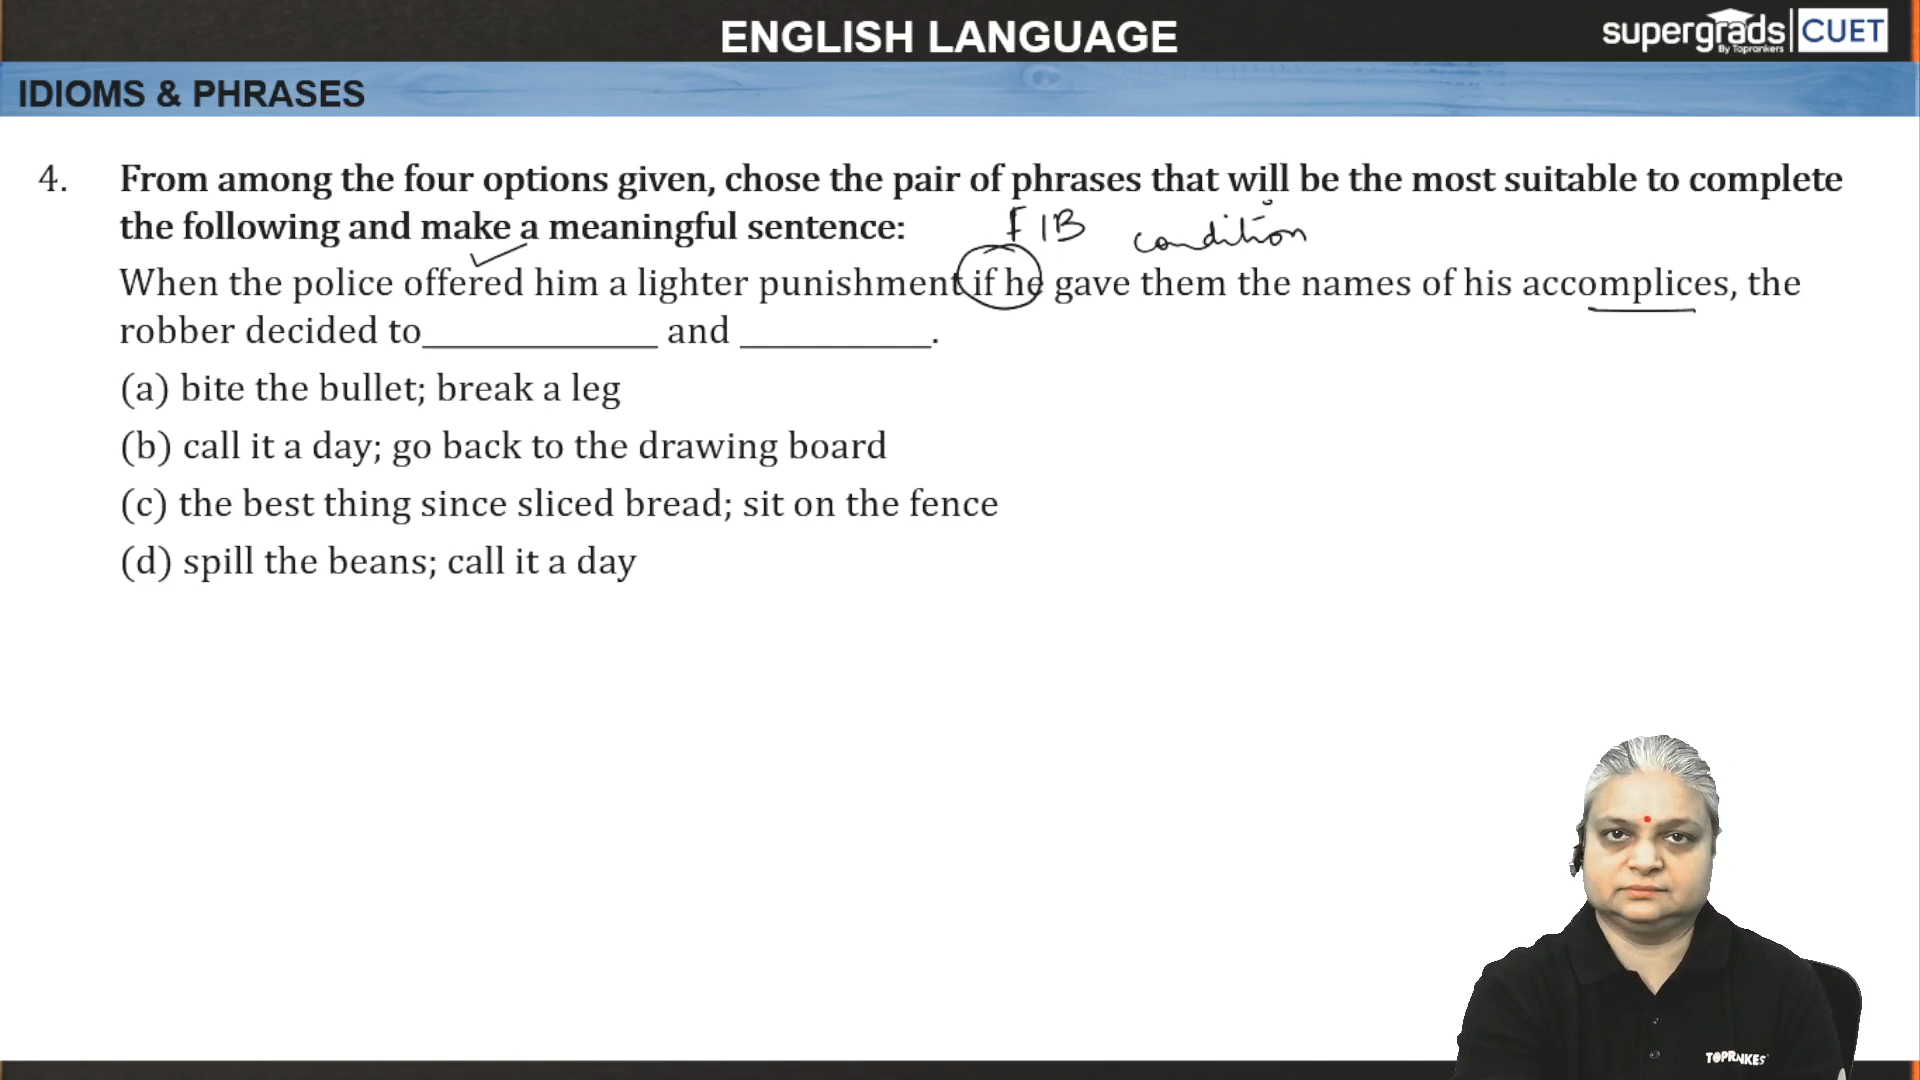 ENGLISH LANGUAGE
supergrads CUET
By Toprankers
IDIOMS & PHRASES
4. From among the four options given, chose the pair of phrases that will be the most suitable to complete
the following and make a meaningful sentence:
FIB condition
When the police offered him a lighter punishment if he gave them the names of his accomplices, the
robber decided to____________ and __________.
(a) bite the bullet; break a leg
(b) call it a day; go back to the drawing board
(c) the best thing since sliced bread; sit on the fence
(d) spill the beans; call it a day